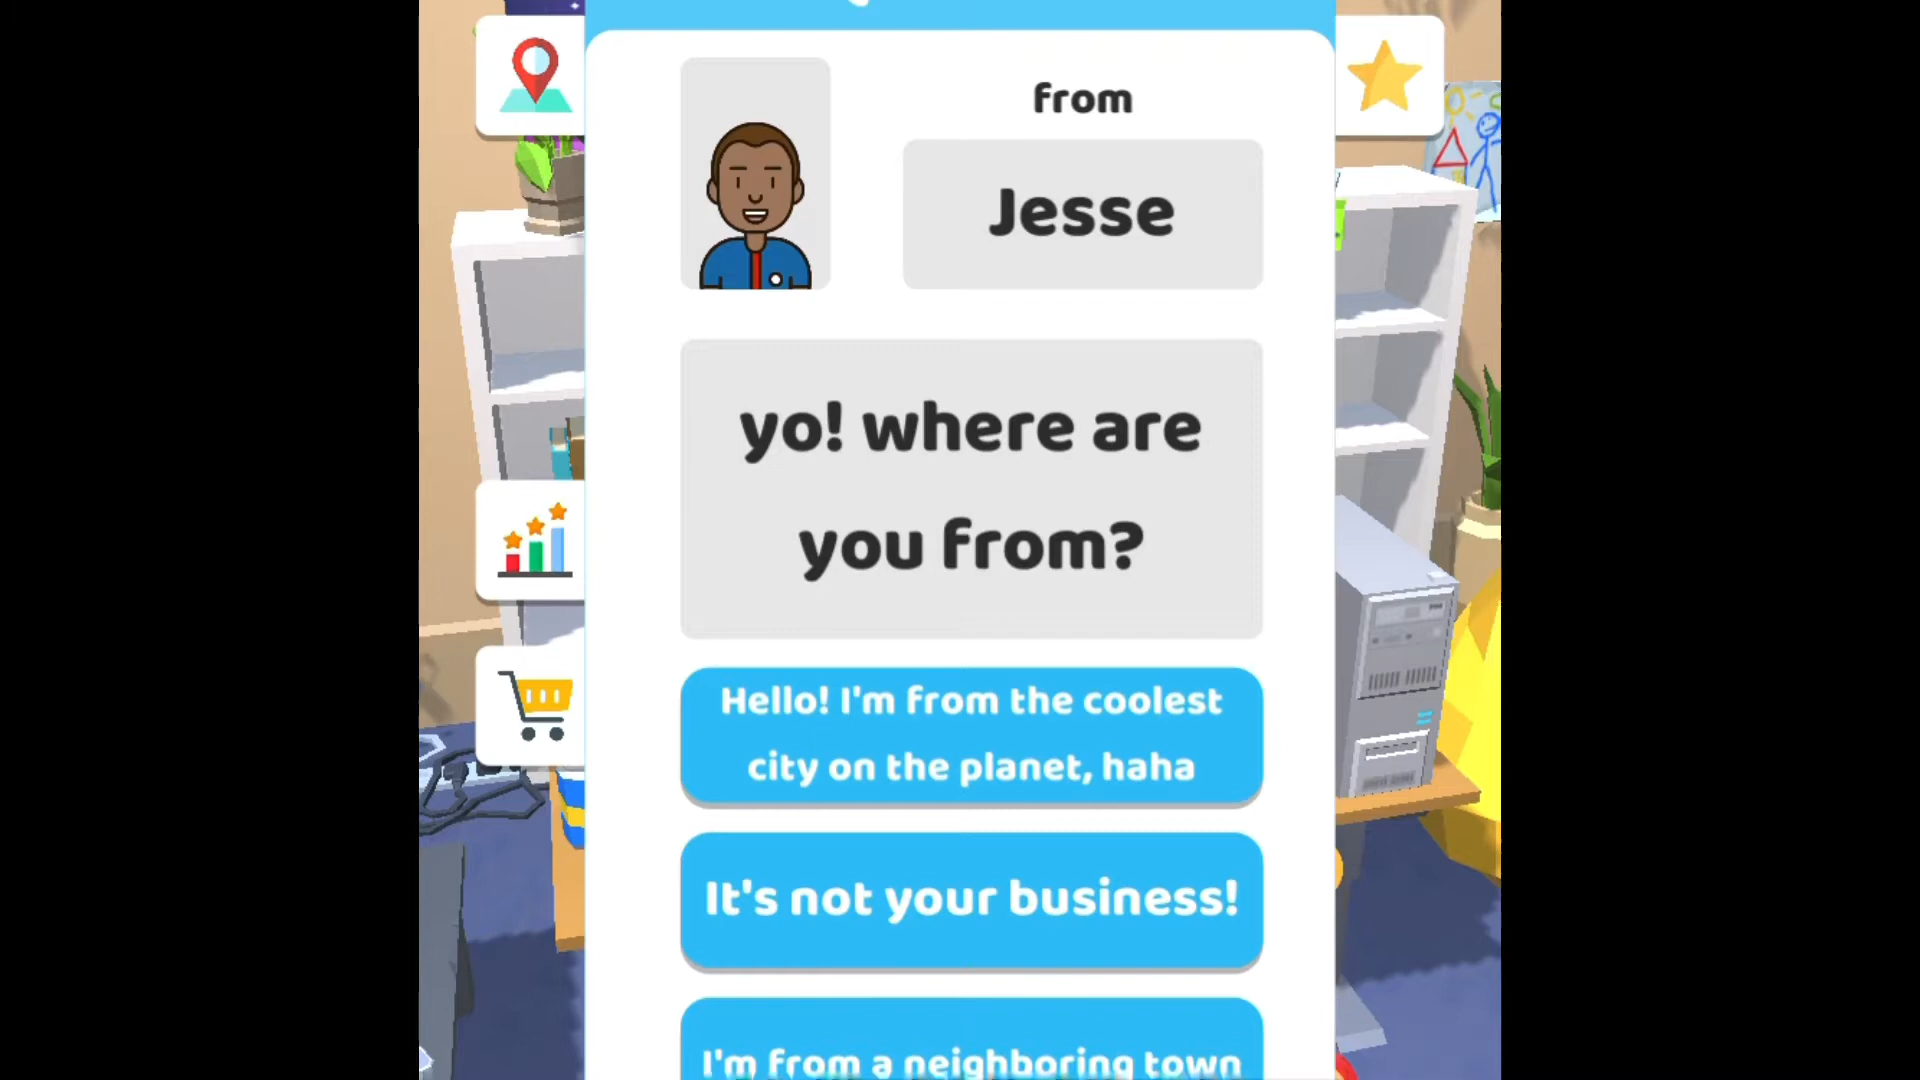 from
Jesse
yo! where are
you from?
Hello! I'm from the coolest
city on the planet, haha
It's not your business!
I'm from a neighboring town